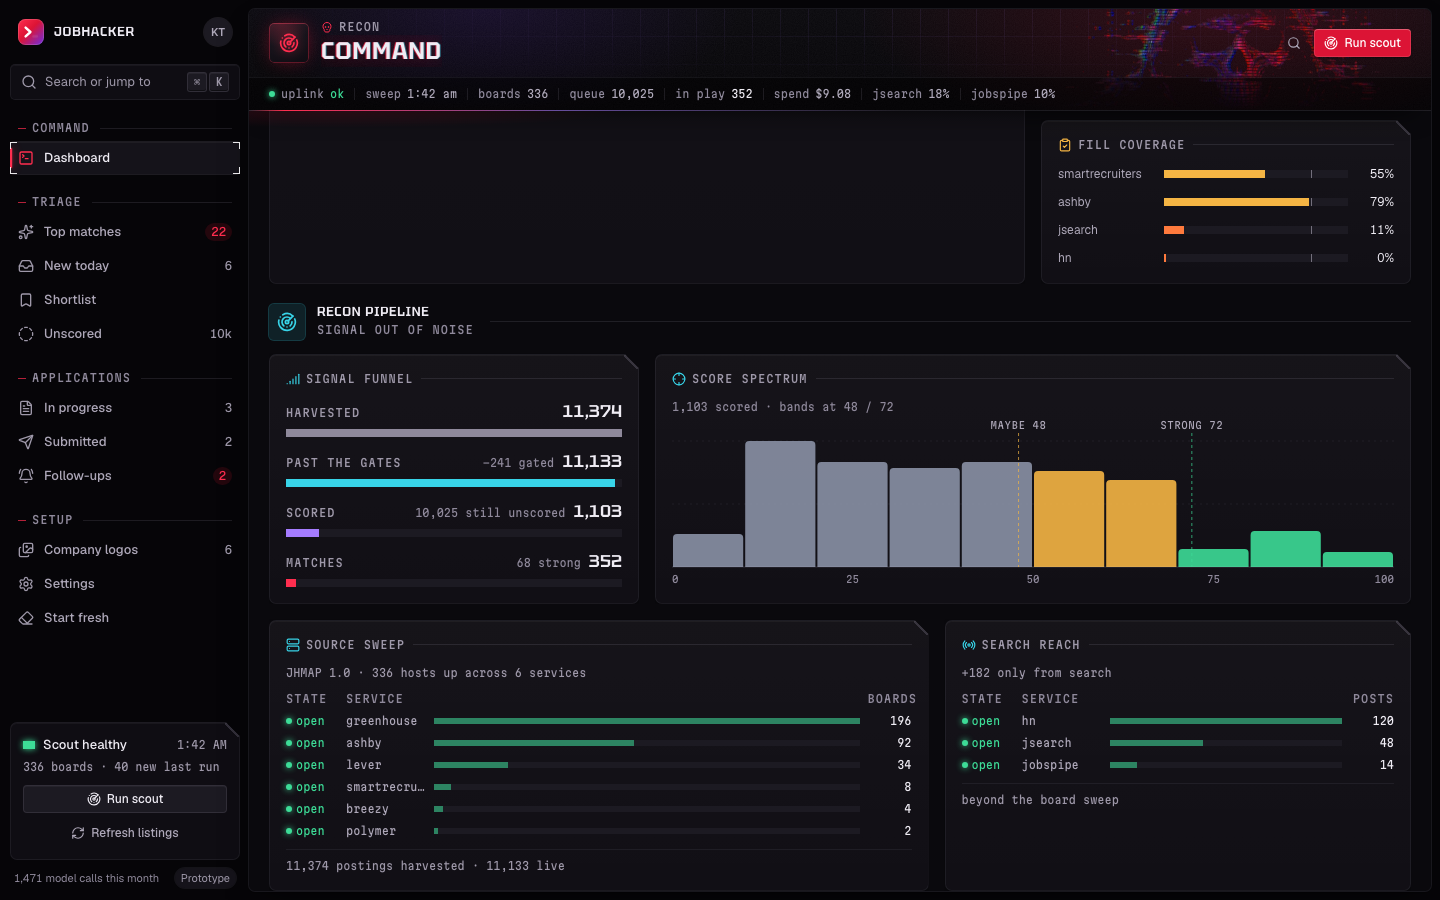 JOBHACKER
KT
Search or jump to
⌘ K
COMMAND
Dashboard
TRIAGE
Top matches 22
New today 6
Shortlist
Unscored 10k
APPLICATIONS
In progress 3
Submitted 2
Follow-ups 2
SETUP
Company logos 6
Settings
Start fresh
Scout healthy 1:42 AM
336 boards · 40 new last run
Run scout
Refresh listings
1,471 model calls this month
Prototype
RECON
COMMAND
Run scout
uplink ok
sweep 1:42 am
boards 336
queue 10,025
in play 352
spend $9.08
jsearch 18%
jobspipe 10%
FILL COVERAGE
smartrecruiters 55%
ashby 79%
jsearch 11%
hn 0%
RECON PIPELINE
SIGNAL OUT OF NOISE
SIGNAL FUNNEL
HARVESTED 11,374
PAST THE GATES −241 gated 11,133
SCORED 10,025 still unscored 1,103
MATCHES 68 strong 352
SCORE SPECTRUM
1,103 scored · bands at 48 / 72
MAYBE 48
STRONG 72
0 25 50 75 100
SOURCE SWEEP
JHMAP 1.0 · 336 hosts up across 6 services
STATE SERVICE BOARDS
open greenhouse 196
open ashby 92
open lever 34
open smartrecru… 8
open breezy 4
open polymer 2
11,374 postings harvested · 11,133 live
SEARCH REACH
+182 only from search
STATE SERVICE POSTS
open hn 120
open jsearch 48
open jobspipe 14
beyond the board sweep